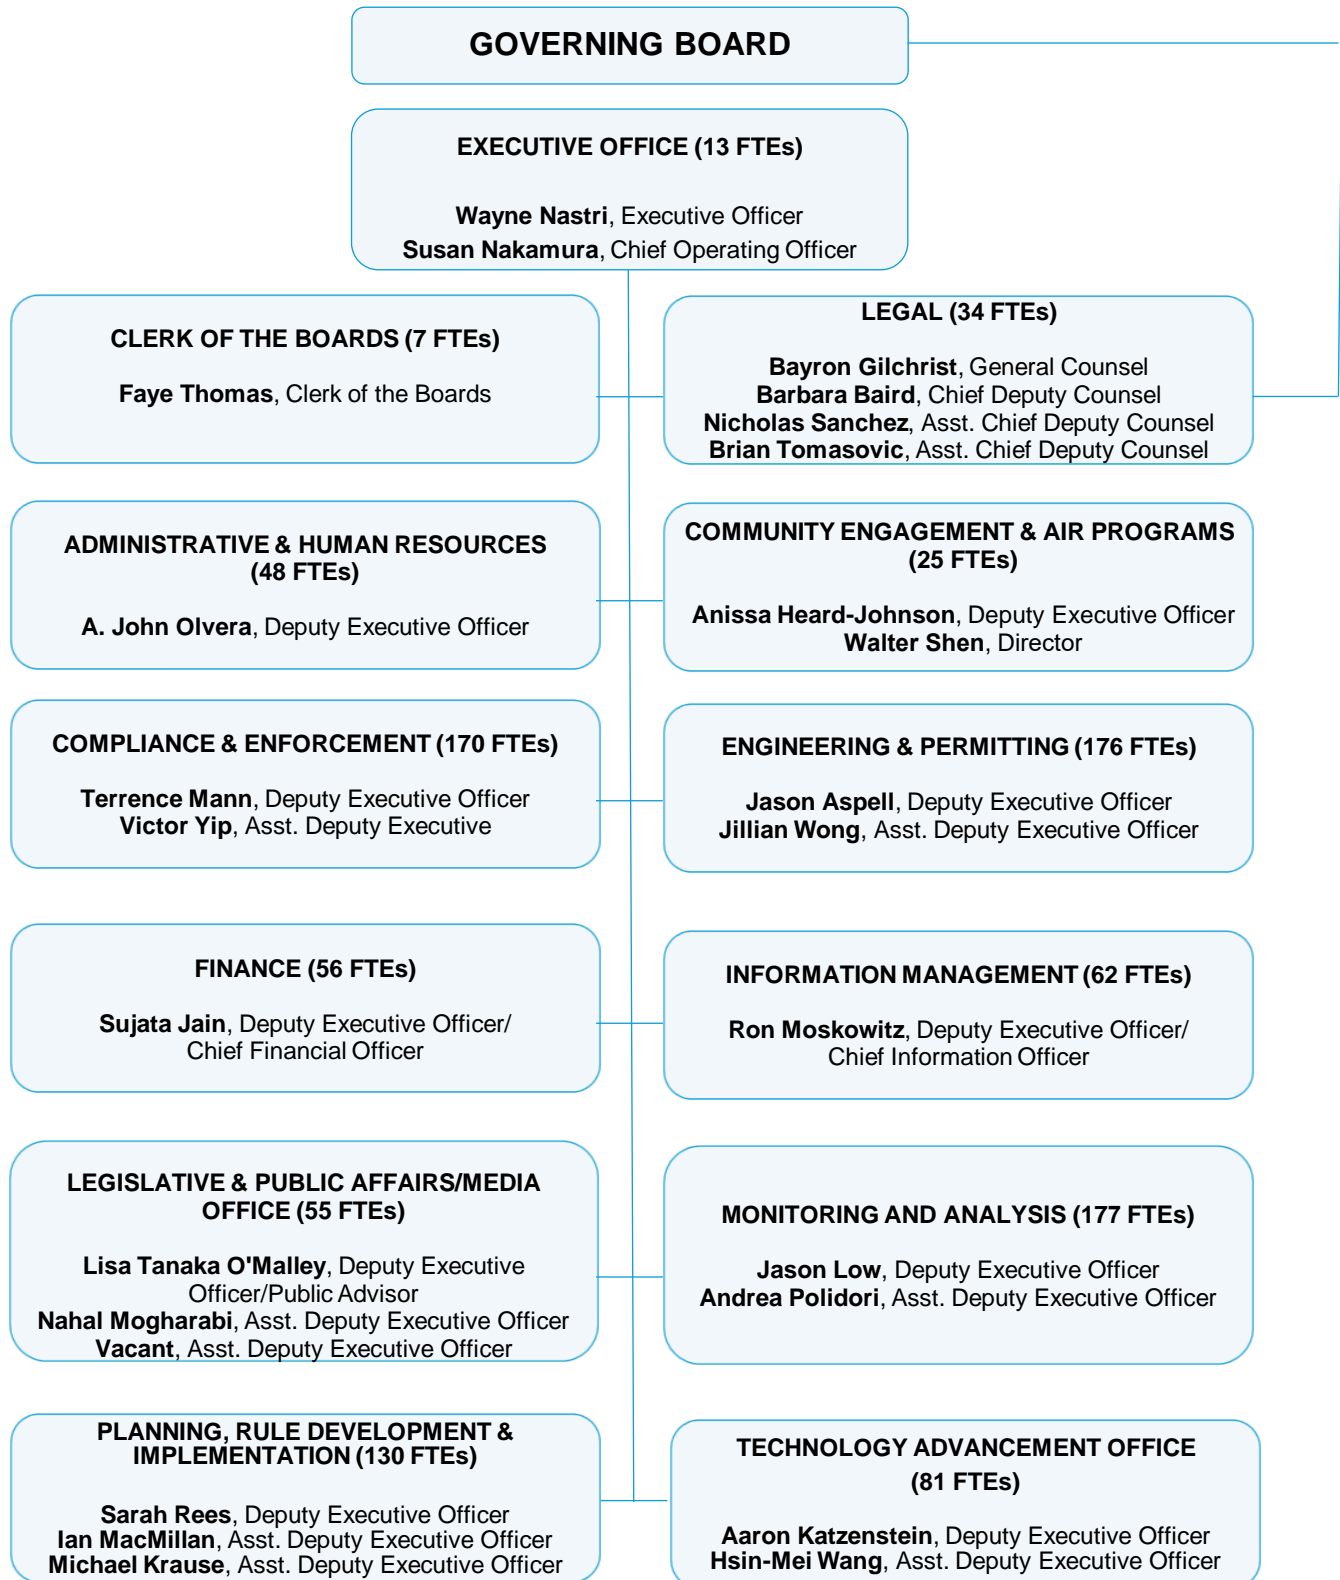 GOVERNING BOARD
EXECUTIVE OFFICE (13 FTEs)
Wayne Nastri, Executive Officer
Susan Nakamura, Chief Operating Officer
CLERK OF THE BOARDS (7 FTEs)
Faye Thomas, Clerk of the Boards
LEGAL (34 FTEs)
Bayron Gilchrist, General Counsel
Barbara Baird, Chief Deputy Counsel
Nicholas Sanchez, Asst. Chief Deputy Counsel
Brian Tomasovic, Asst. Chief Deputy Counsel
ADMINISTRATIVE & HUMAN RESOURCES
(48 FTEs)
A. John Olvera, Deputy Executive Officer
COMMUNITY ENGAGEMENT & AIR PROGRAMS
(25 FTEs)
Anissa Heard-Johnson, Deputy Executive Officer
Walter Shen, Director
COMPLIANCE & ENFORCEMENT (170 FTEs)
Terrence Mann, Deputy Executive Officer
Victor Yip, Asst. Deputy Executive
ENGINEERING & PERMITTING (176 FTEs)
Jason Aspell, Deputy Executive Officer
Jillian Wong, Asst. Deputy Executive Officer
FINANCE (56 FTEs)
Sujata Jain, Deputy Executive Officer/
Chief Financial Officer
INFORMATION MANAGEMENT (62 FTEs)
Ron Moskowitz, Deputy Executive Officer/
Chief Information Officer
LEGISLATIVE & PUBLIC AFFAIRS/MEDIA
OFFICE (55 FTEs)
Lisa Tanaka O'Malley, Deputy Executive
Officer/Public Advisor
Nahal Mogharabi, Asst. Deputy Executive Officer
Vacant, Asst. Deputy Executive Officer
MONITORING AND ANALYSIS (177 FTEs)
Jason Low, Deputy Executive Officer
Andrea Polidori, Asst. Deputy Executive Officer
PLANNING, RULE DEVELOPMENT &
IMPLEMENTATION (130 FTEs)
Sarah Rees, Deputy Executive Officer
Ian MacMillan, Asst. Deputy Executive Officer
Michael Krause, Asst. Deputy Executive Officer
TECHNOLOGY ADVANCEMENT OFFICE
(81 FTEs)
Aaron Katzenstein, Deputy Executive Officer
Hsin-Mei Wang, Asst. Deputy Executive Officer